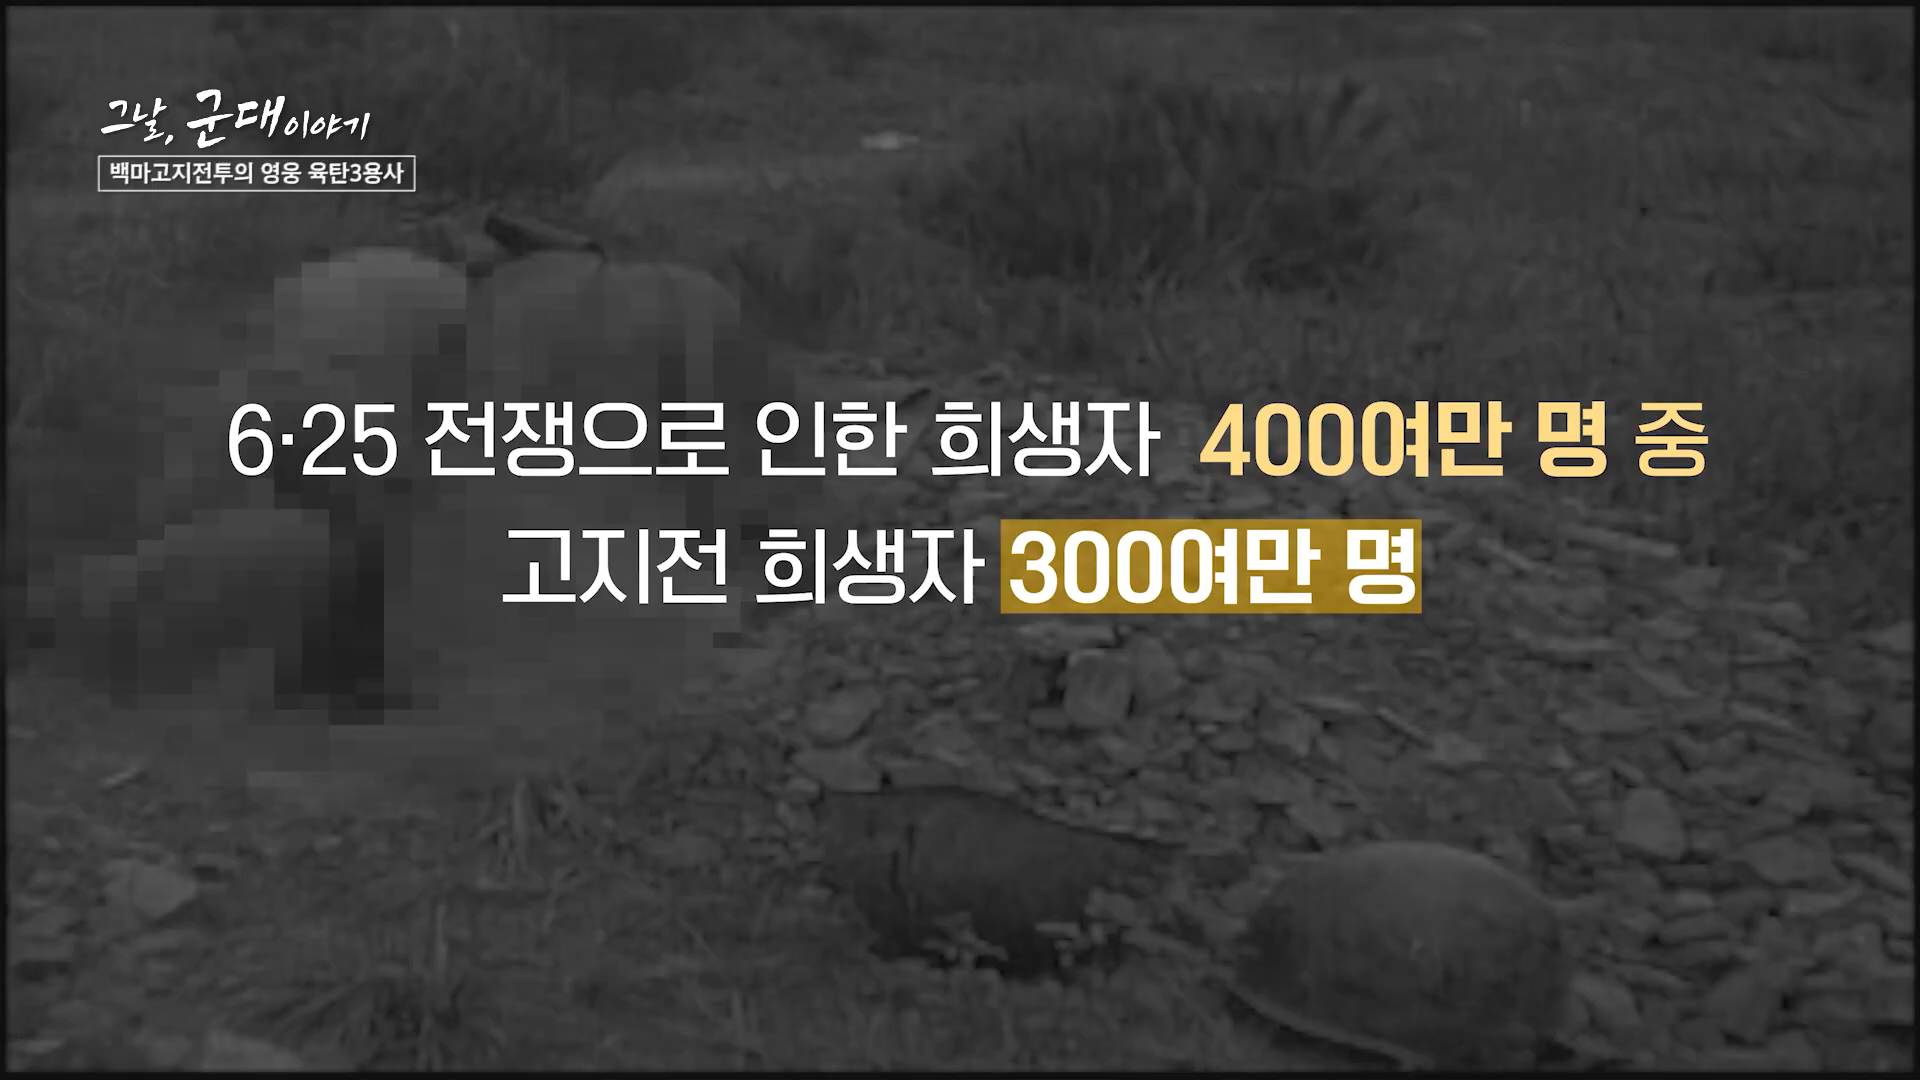 그날, 군대이야기
백마고지전투의 영웅 육탄3용사
6·25 전쟁으로 인한 희생자 400여만 명 중
고지전 희생자 300여만 명